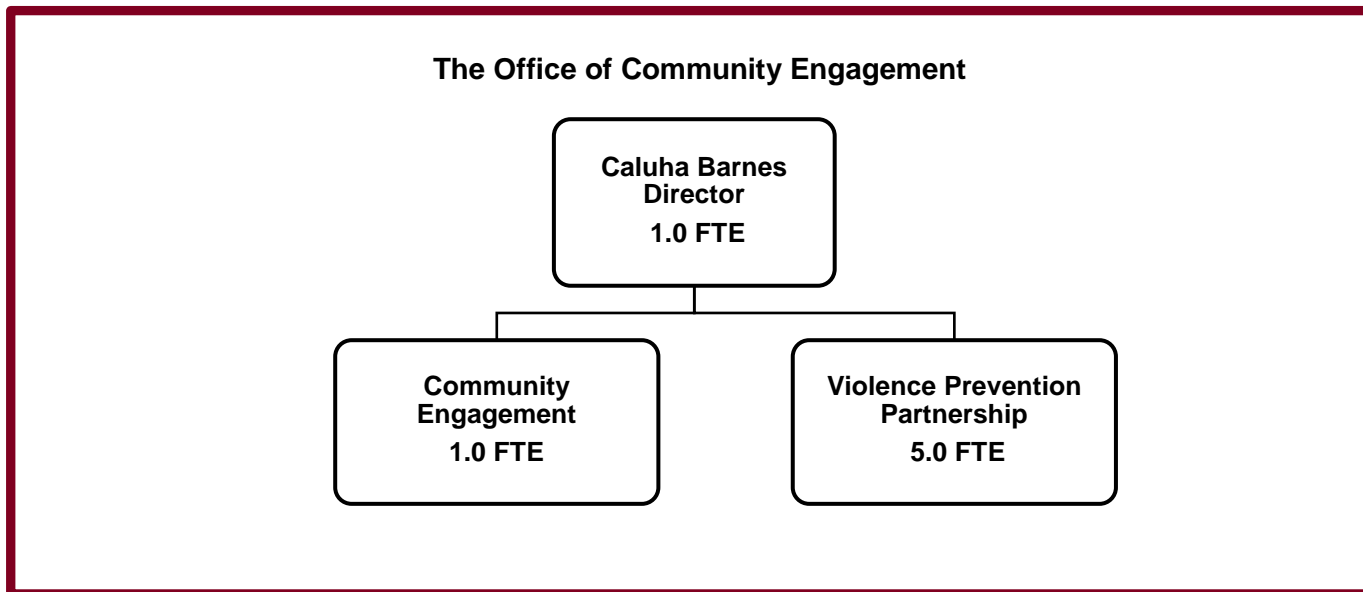 The Office of Community Engagement
Caluha Barnes
Director
1.0 FTE
Community
Engagement
1.0 FTE
Violence Prevention
Partnership
5.0 FTE